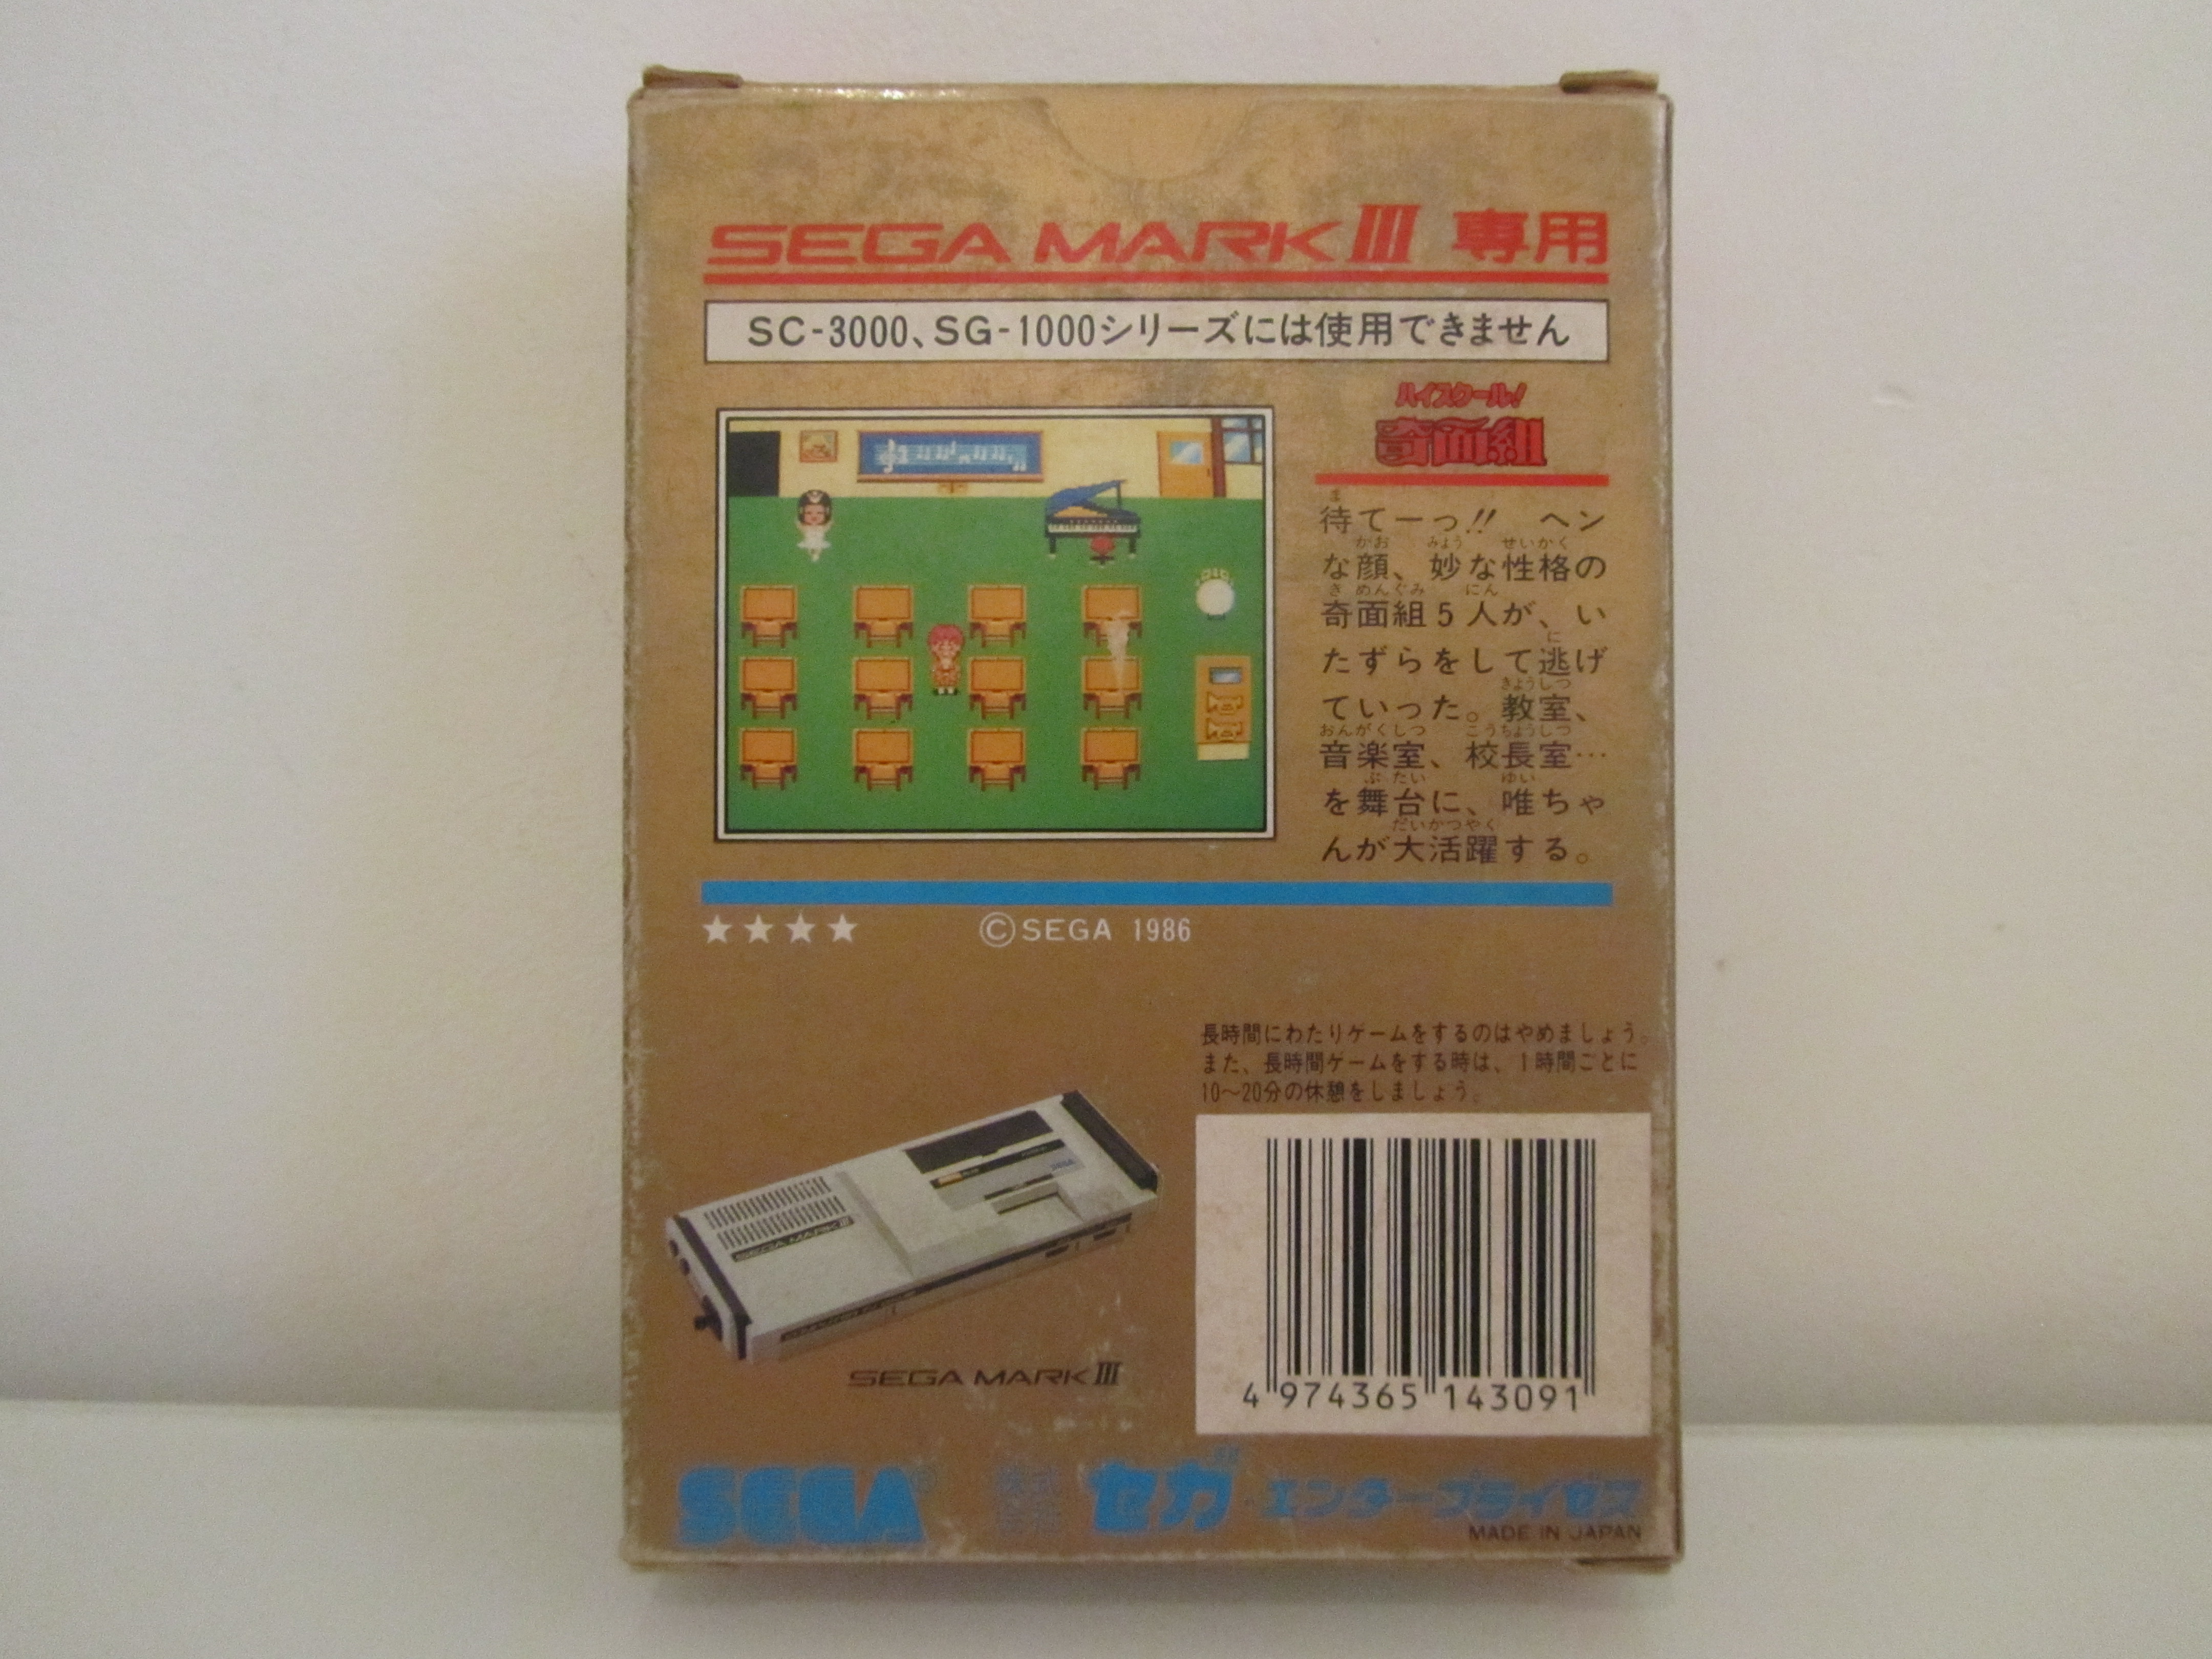 SEGA MARK III 専用
SC-3000、SG-1000シリーズには使用できません
ハイスクール!
奇面組
待てーっ!! ヘン
な顔、妙な性格の
奇面組5人が、い
たずらをして逃げ
ていった。教室、
音楽室、校長室…
を舞台に、唯ちゃ
んが大活躍する。
★★★★ ©SEGA 1986
長時間にわたりゲームをするのはやめましょう。
また、長時間ゲームをする時は、1時間ごとに
10〜20分の休憩をしましょう。
SEGA
SEGA MARK III
SEGA MARK III
4 974365 143091
SEGA 株式会社 セガ・エンタープライゼス
MADE IN JAPAN